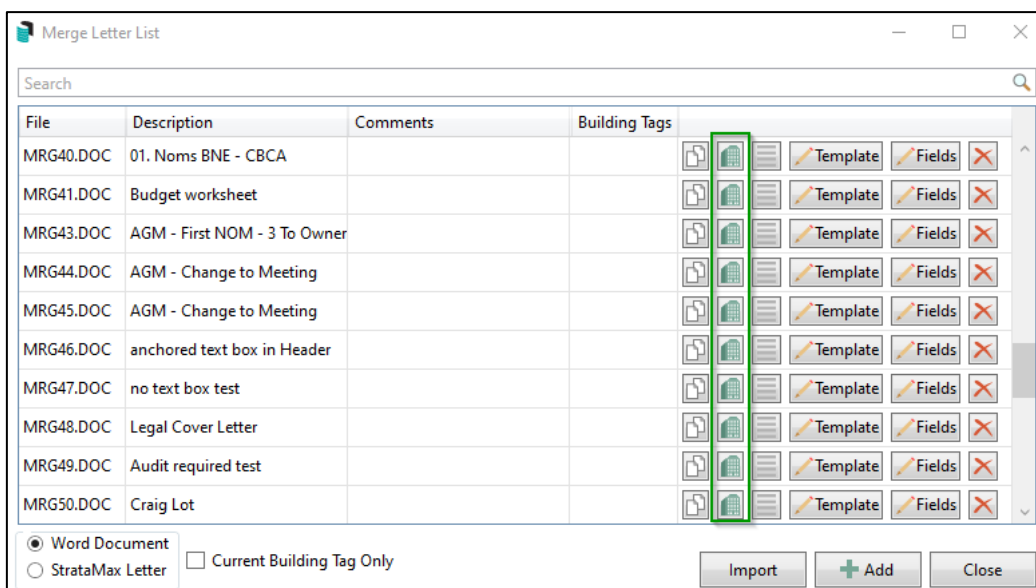 Merge Letter List
Search
File Description Comments Building Tags
MRG40.DOC 01. Noms BNE - CBCA Template Fields
MRG41.DOC Budget worksheet Template Fields
MRG43.DOC AGM - First NOM - 3 To Owner Template Fields
MRG44.DOC AGM - Change to Meeting Template Fields
MRG45.DOC AGM - Change to Meeting Template Fields
MRG46.DOC anchored text box in Header Template Fields
MRG47.DOC no text box test Template Fields
MRG48.DOC Legal Cover Letter Template Fields
MRG49.DOC Audit required test Template Fields
MRG50.DOC Craig Lot Template Fields
Word Document
StrataMax Letter
Current Building Tag Only
Import Add Close